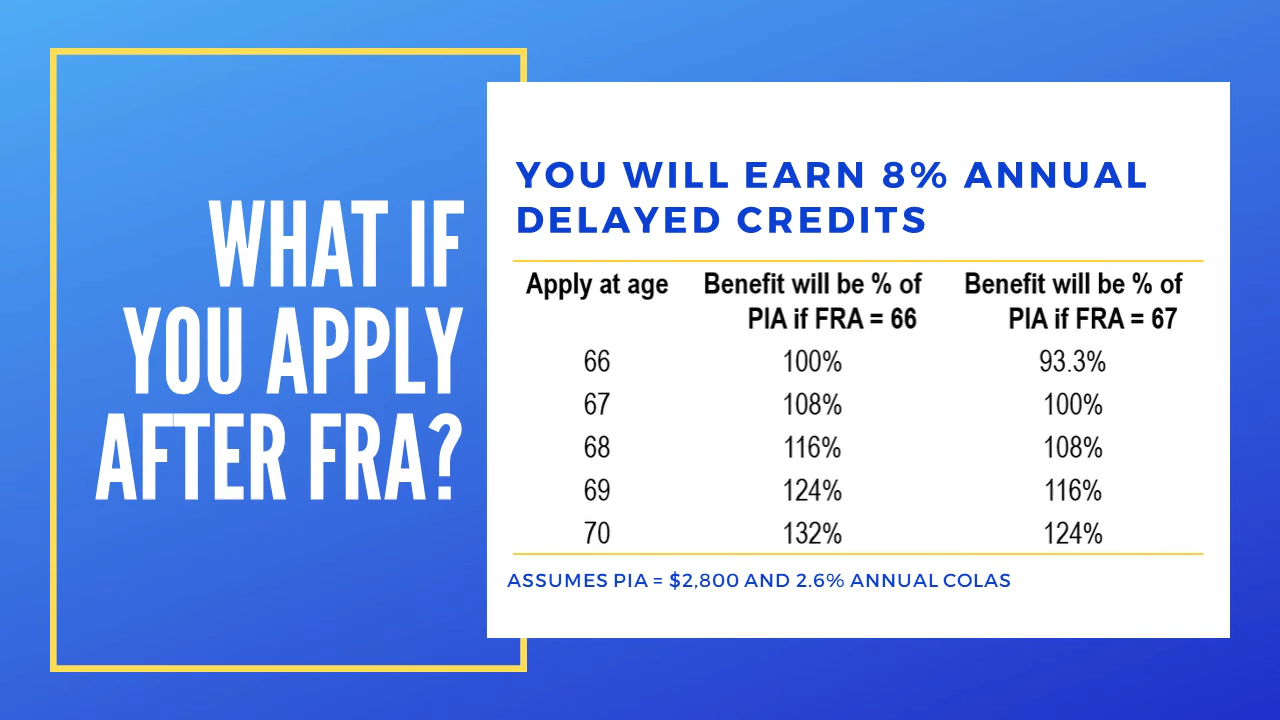 WHAT IF
YOU APPLY
AFTER FRA?
YOU WILL EARN 8% ANNUAL
DELAYED CREDITS
Apply at age Benefit will be % of Benefit will be % of
PIA if FRA = 66 PIA if FRA = 67
66 100% 93.3%
67 108% 100%
68 116% 108%
69 124% 116%
70 132% 124%
ASSUMES PIA = $2,800 AND 2.6% ANNUAL COLAS